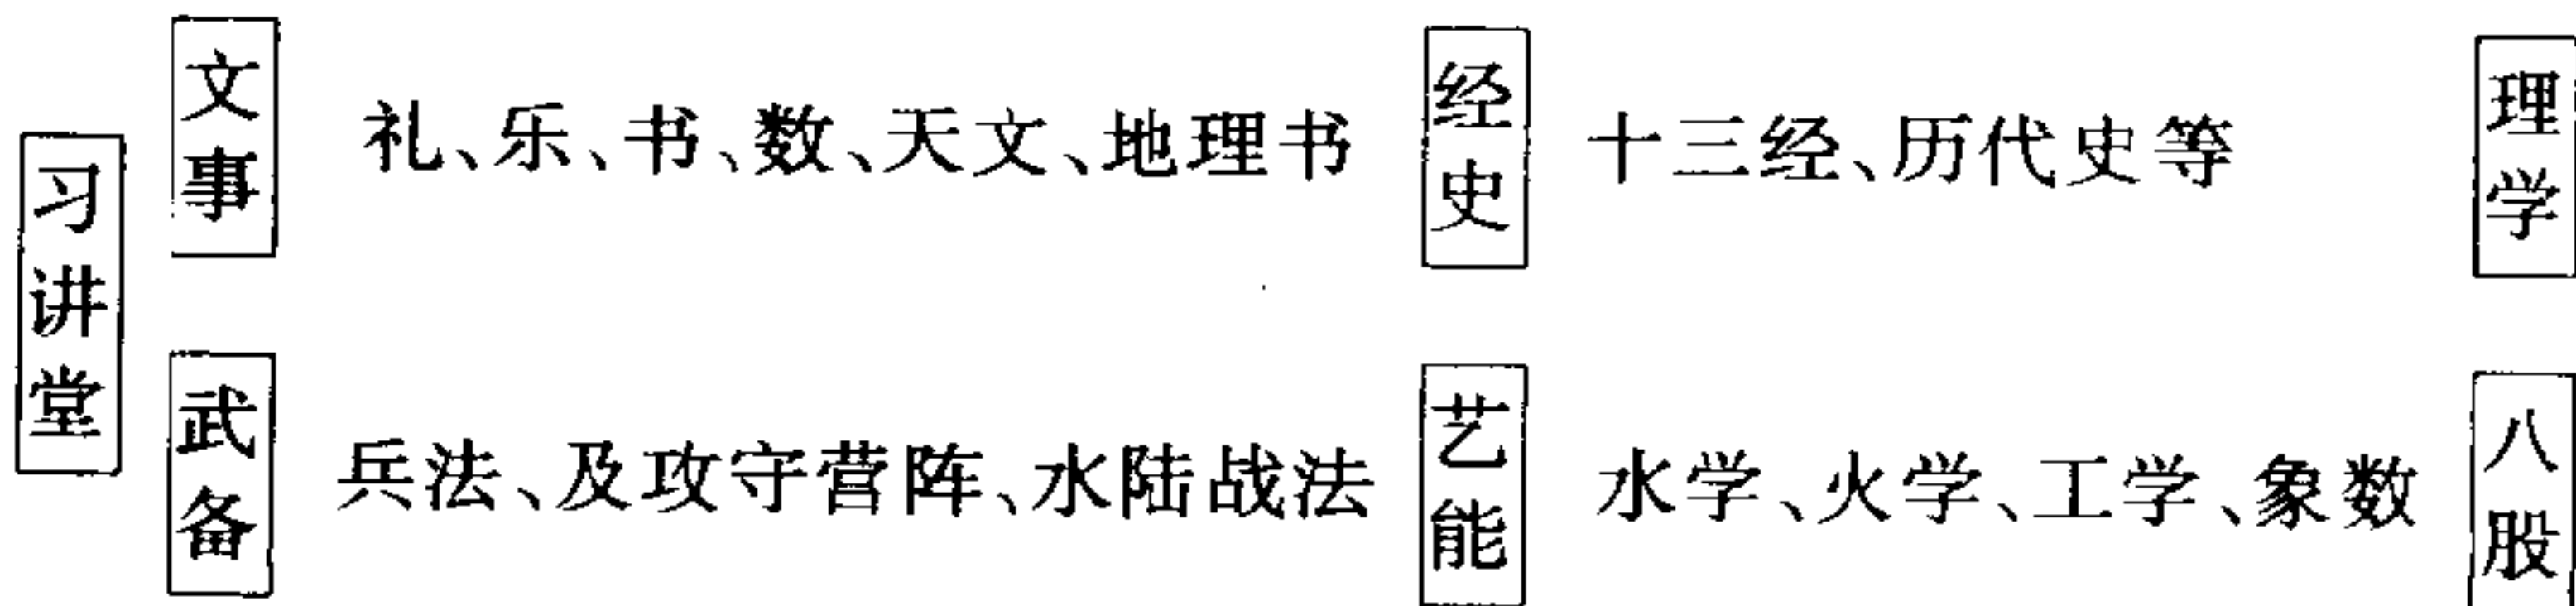 习讲堂
文事 礼、乐、书、数、天文、地理书 经史 十三经、历代史等 理学
武备 兵法、及攻守营阵、水陆战法 艺能 水学、火学、工学、象数 八股